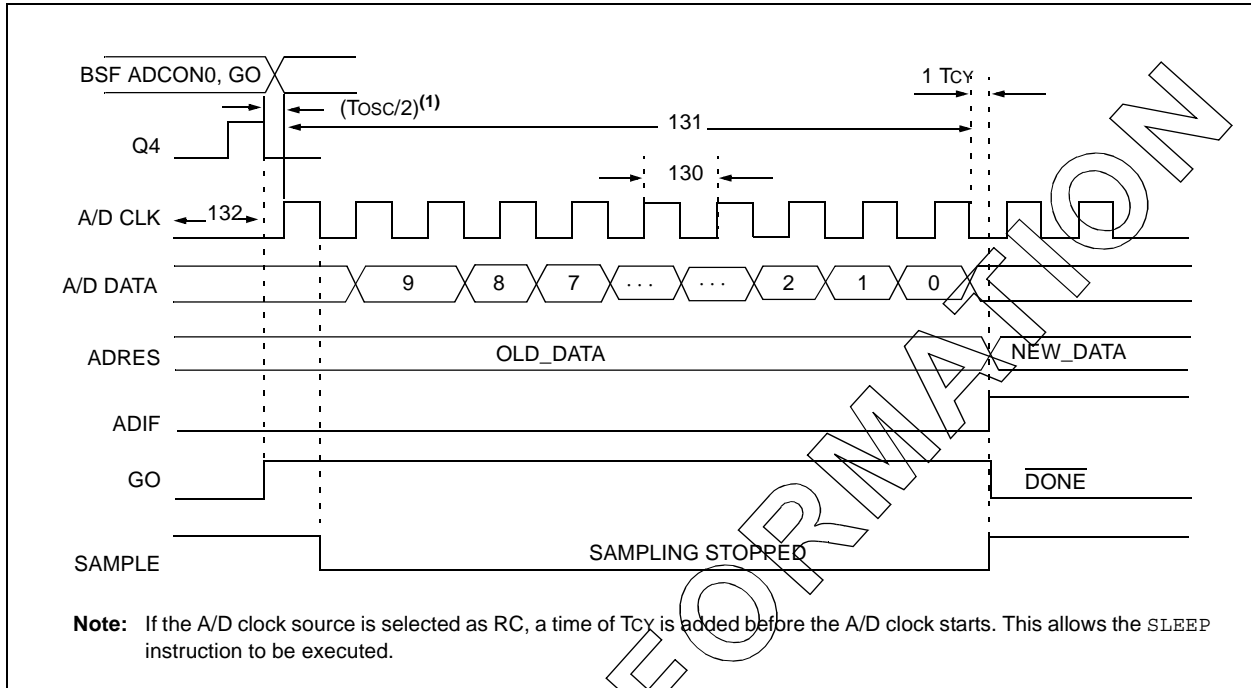 BSF ADCON0, GO
(TOSC/2)(1)
1 TCY
131
Q4
130
A/D CLK
132
A/D DATA
9 8 7 . . . . . . 2 1 0
ADRES
OLD_DATA
NEW_DATA
ADIF
GO
DONE
SAMPLE
SAMPLING STOPPED
Note: If the A/D clock source is selected as RC, a time of TCY is added before the A/D clock starts. This allows the SLEEP
instruction to be executed.
FORMATION